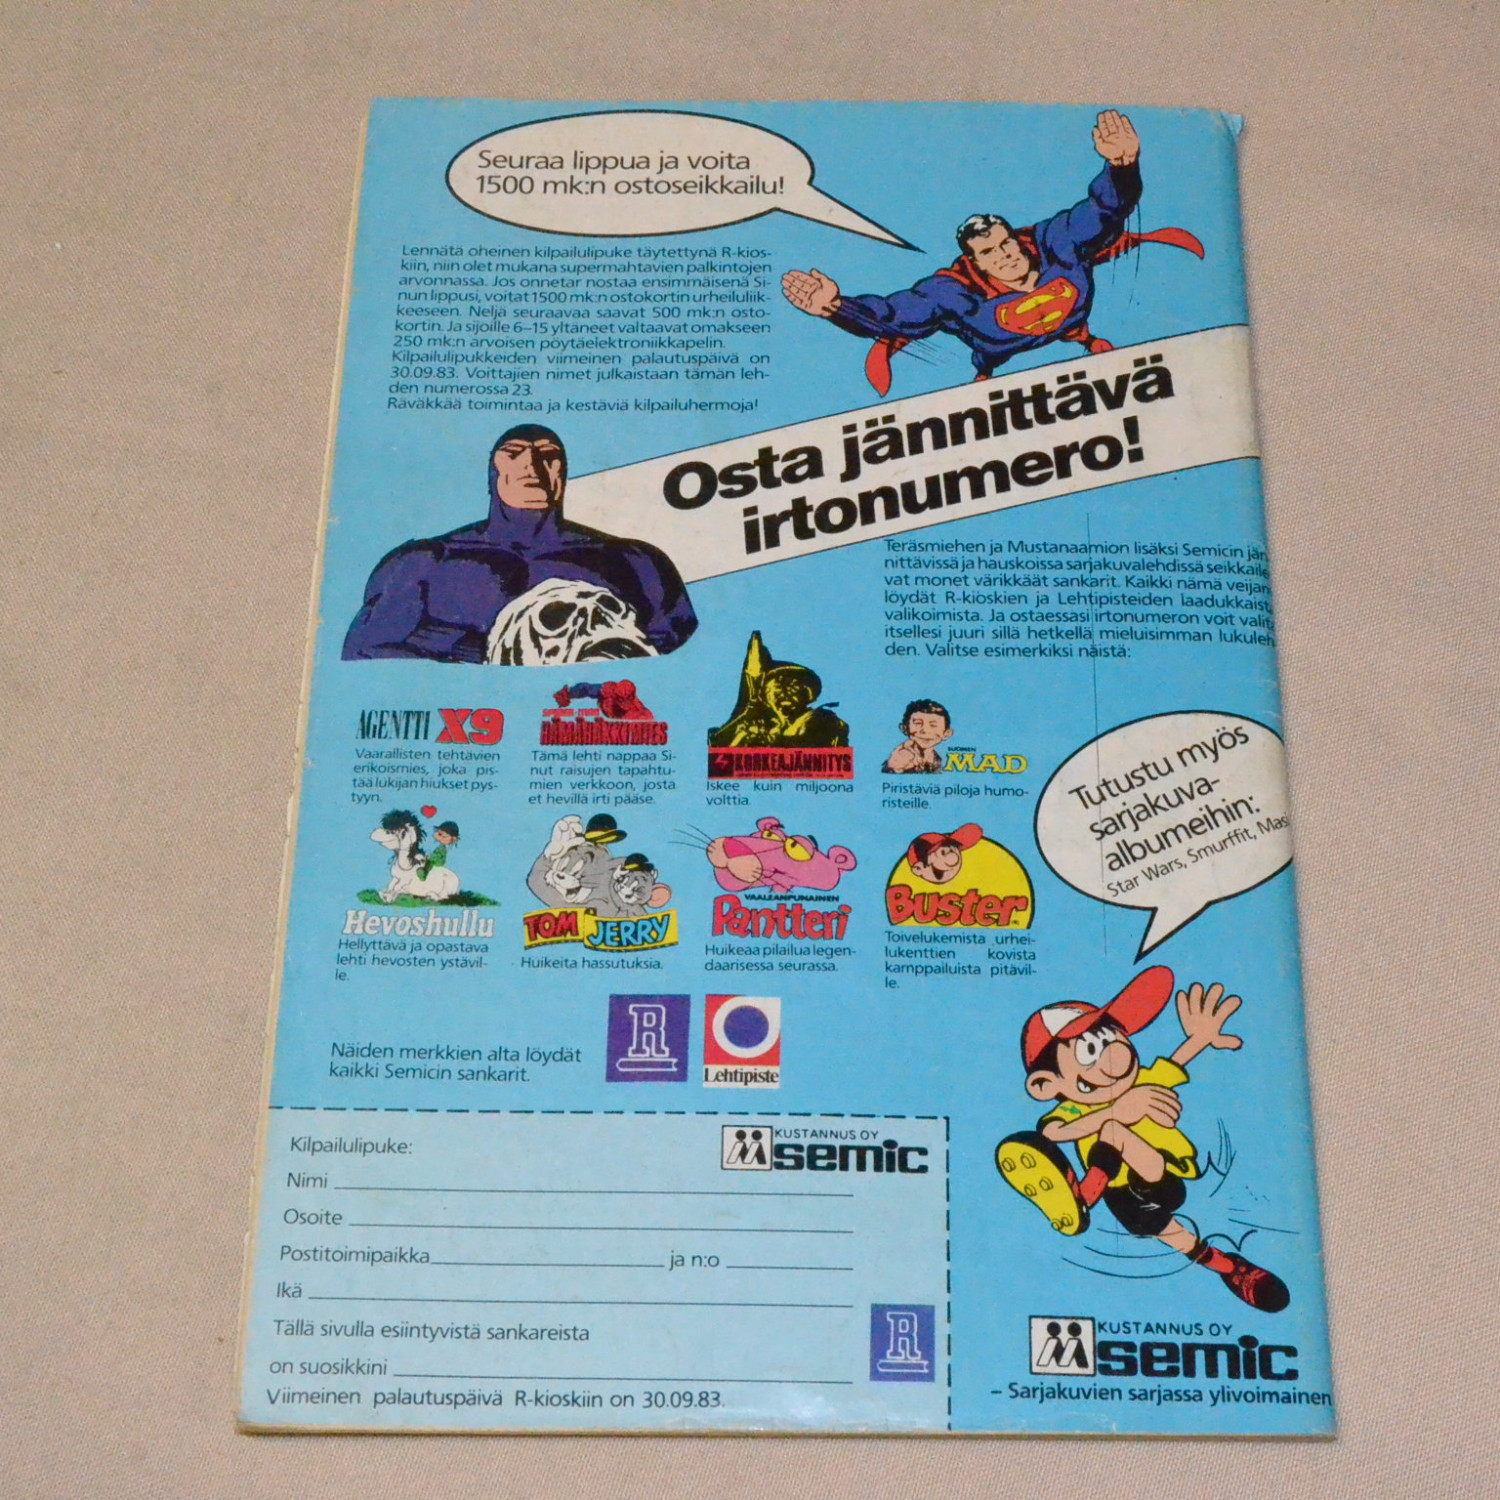 Seuraa lippua ja voita
1500 mk:n ostoseikkailu!
Lennätä oheinen kilpailulipuke täytettynä R-kios-
kiin, niin olet mukana supermahtavien palkintojen
arvonnassa. Jos onnetar nostaa ensimmäisenä Si-
nun lippusi, voitat 1500 mk:n ostokortin urheiluliik-
keeseen. Neljä seuraavaa saavat 500 mk:n osto-
kortin. Ja sijoille 6–15 yltäneet valtaavat omakseen
250 mk:n arvoisen pöytäelektroniikkapelin.
Kilpailulipukkeiden viimeinen palautuspäivä on
30.09.83. Voittajien nimet julkaistaan tämän leh-
den numerossa 23.
Räväkkää toimintaa ja kestäviä kilpailuhermoja!
Osta jännittävä
irtonumero!
Teräsmiehen ja Mustanaamion lisäksi Semicin jän
nittävissä ja hauskoissa sarjakuvalehdissä seikkaile
vat monet värikkäät sankarit. Kaikki nämä veijari
löydät R-kioskien ja Lehtipisteiden laadukkaista
valikoimista. Ja ostaessasi irtonumeron voit valita
itsellesi juuri sillä hetkellä mieluisimman lukuleh
den. Valitse esimerkiksi näistä:
AGENTTI X9
Vaarallisten tehtävien
erikoismies, joka pis-
tää lukijan hiukset pys-
tyyn.
HÄMÄHÄKKIMIES
Tämä lehti nappaa Si-
nut raisujen tapahtu-
mien verkkoon, josta
et hevillä irti pääse.
KORKEAJÄNNITYS
Iskee kuin miljoona
volttia.
SUOMEN
MAD
Piristäviä piloja humo-
risteille.
Hevoshullu
Hellyttävä ja opastava
lehti hevosten ystävil-
le.
TOM & JERRY
Huikeita hassutuksia.
VAALEANPUNAINEN
Pantteri
Huikeaa pilailua legen-
daarisessa seurassa.
Buster
Toivelukemista urhei-
lukenttien kovista
kamppailuista pitävil-
le.
Tutustu myös
sarjakuva-
albumeihin:
Star Wars, Smurffit, Mas
Näiden merkkien alta löydät
kaikki Semicin sankarit.
R
Lehtipiste
Kilpailulipuke:
KUSTANNUS OY
semic
Nimi
Osoite
Postitoimipaikka ja n:o
Ikä
Tällä sivulla esiintyvistä sankareista
on suosikkini
R
Viimeinen palautuspäivä R-kioskiin on 30.09.83.
KUSTANNUS OY
semic
– Sarjakuvien sarjassa ylivoimainen